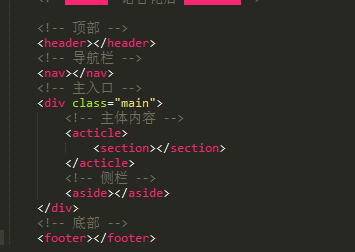 <!-- 顶部 -->
<header></header>
<!-- 导航栏 -->
<nav></nav>
<!-- 主入口 -->
<div class="main">
<!-- 主体内容 -->
<acticle>
<section></section>
</acticle>
<!-- 侧栏 -->
<aside></aside>
</div>
<!-- 底部 -->
<footer></footer>